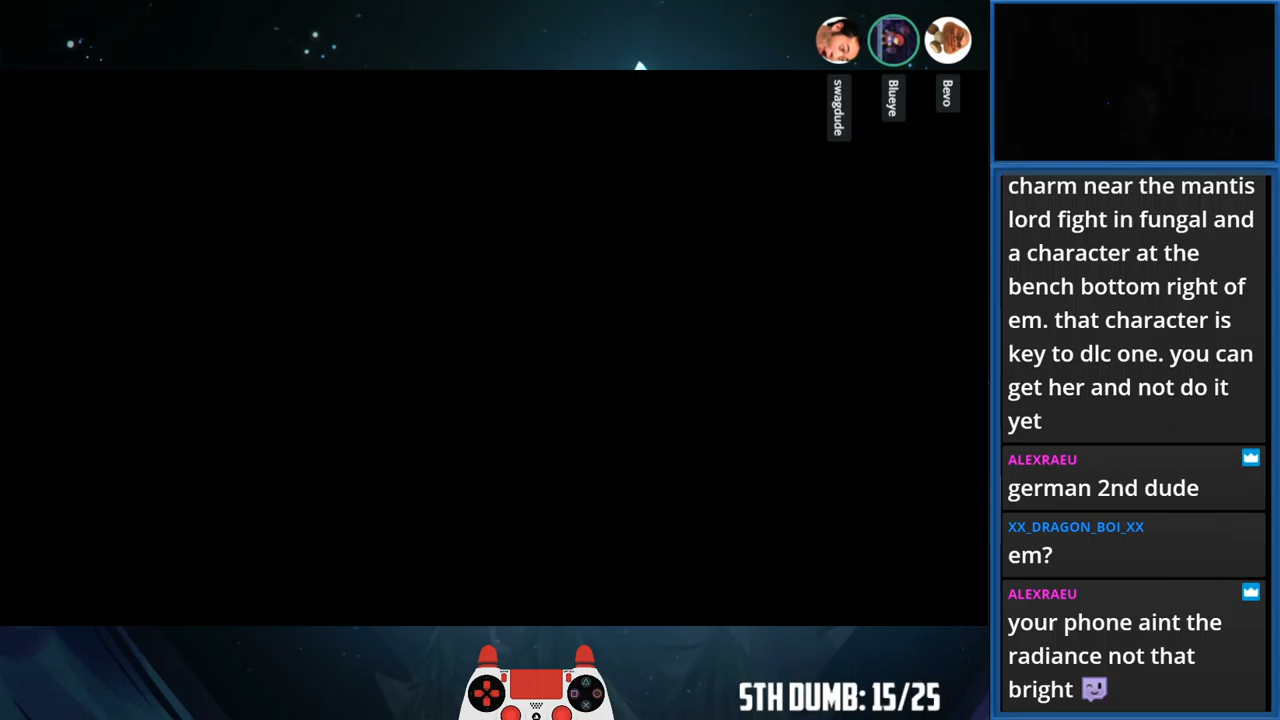 swagdude
Blueye
Bevo
charm near the mantis
lord fight in fungal and
a character at the
bench bottom right of
em. that character is
key to dlc one. you can
get her and not do it
yet
ALEXRAEU
german 2nd dude
XX_DRAGON_BOI_XX
em?
ALEXRAEU
your phone aint the
radiance not that
bright
STH DUMB: 15/25